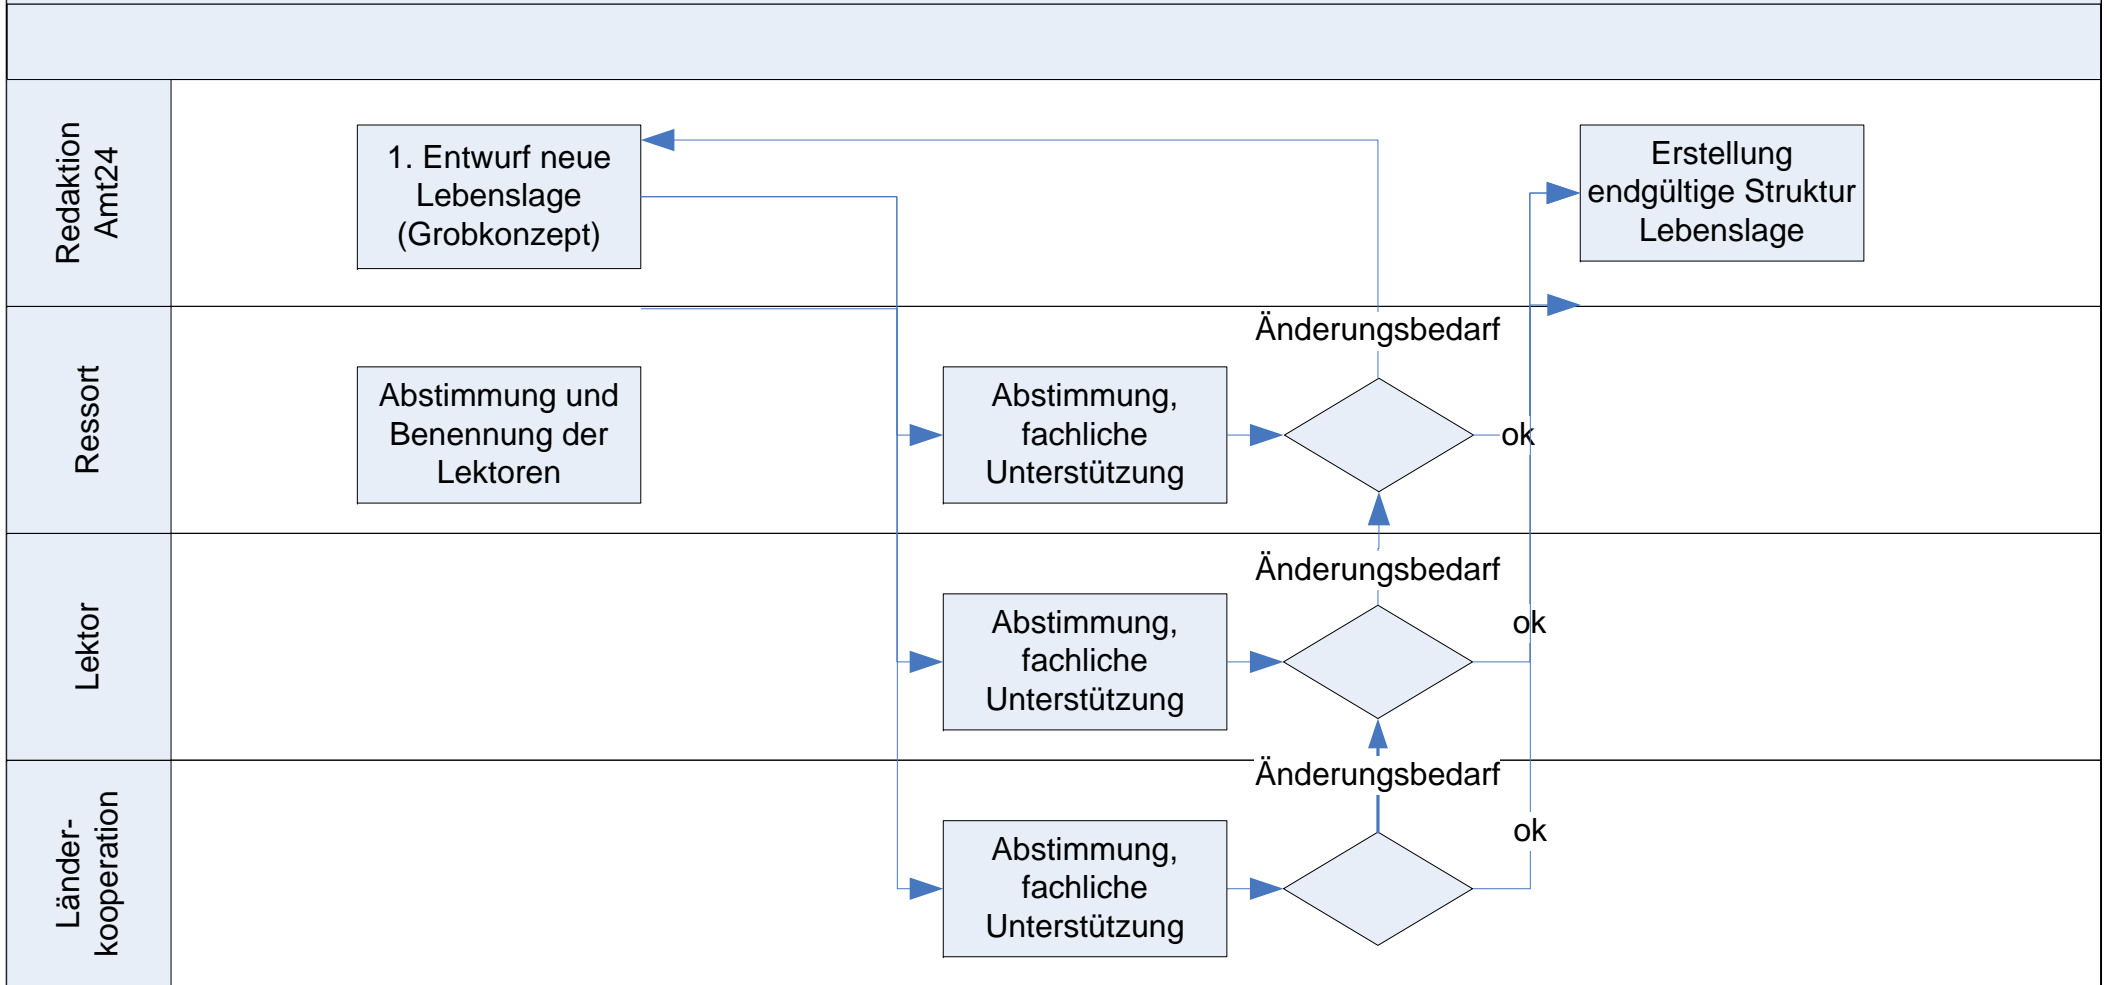 Redaktion
Amt24
1. Entwurf neue
Lebenslage
(Grobkonzept)
Erstellung
endgültige Struktur
Lebenslage
Ressort
Abstimmung und
Benennung der
Lektoren
Abstimmung,
fachliche
Unterstützung
Änderungsbedarf
ok
Lektor
Abstimmung,
fachliche
Unterstützung
Änderungsbedarf
ok
Länder-
kooperation
Abstimmung,
fachliche
Unterstützung
Änderungsbedarf
ok